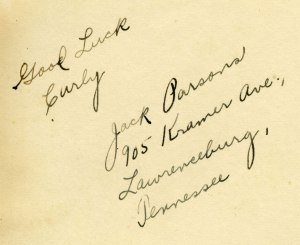 Good Luck
Curly
Jack Parsons
905 Kramer Ave.,
Lawrenceburg,
Tennessee